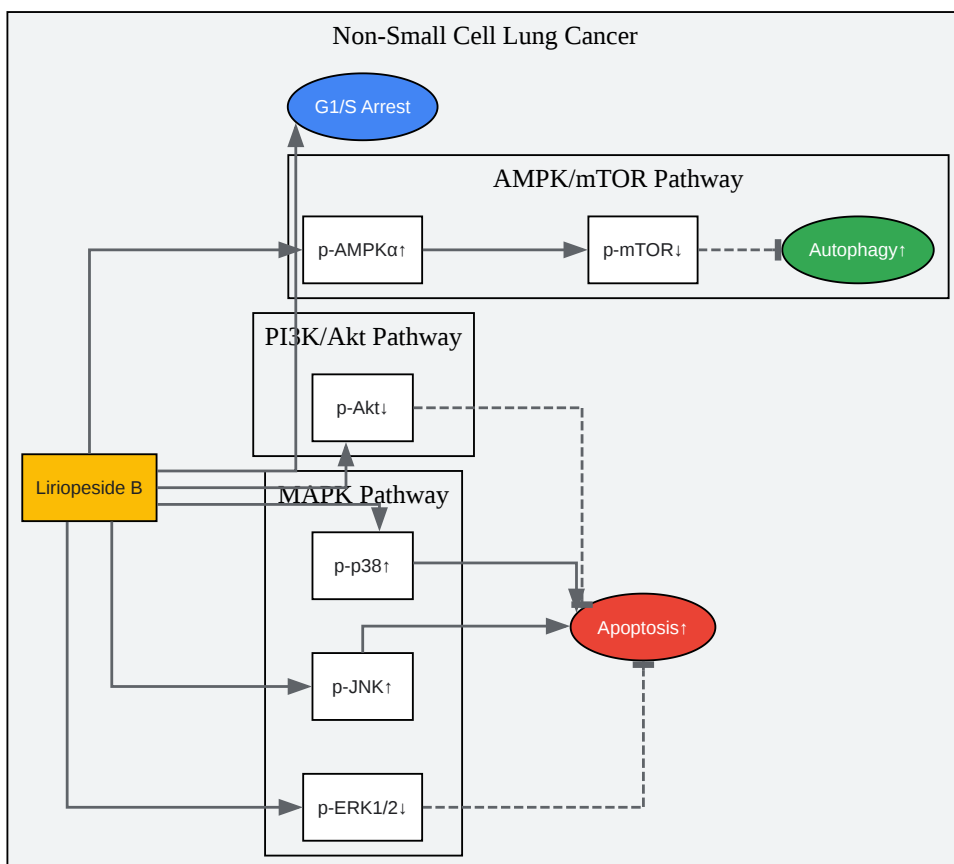 Non-Small Cell Lung Cancer
G1/S Arrest
AMPK/mTOR Pathway
p-AMPKα↑
p-mTOR↓
Autophagy↑
PI3K/Akt Pathway
p-Akt↓
Liriopeside B
MAPK Pathway
p-p38↑
Apoptosis↑
p-JNK↑
p-ERK1/2↓